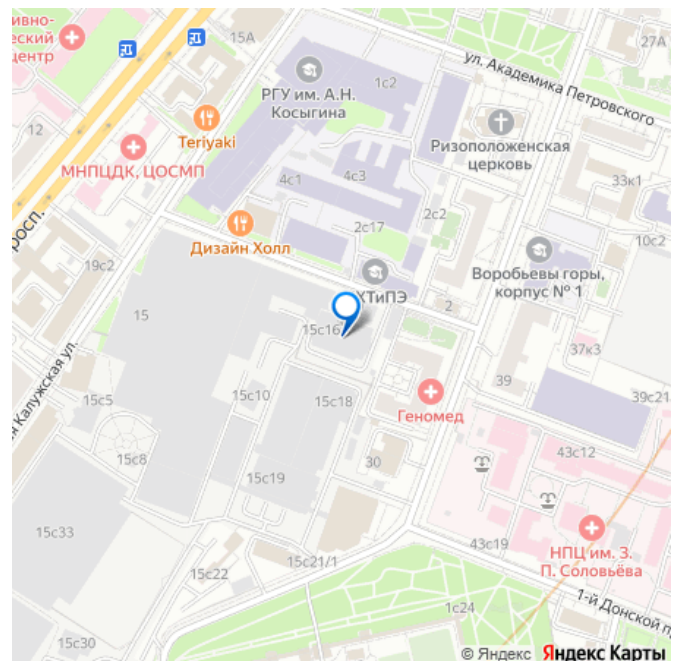 ивно-
еский
центр
15А
27А
1с2
ул. Академика Петровского
РГУ им. А.Н.
Косыгина
12
Teriyaki
Ризоположенская
церковь
МНПЦДК, ЦОСМП
4с1
4с3
33к1
2с2
10с2
росп.
Дизайн Холл
2с17
19с2
Воробьевы горы,
корпус № 1
ХТиПЭ
2
15
15с16
37к3
я Калужская ул.
39
39с21
15с5
15с10
15с18
Геномед
43с12
15с8
30
15с19
15с33
43с19
НПЦ им. З.
П. Соловьёва
15с21/1
15с22
1с24
1-й Донской п
15с30
© Яндекс Яндекс Карты